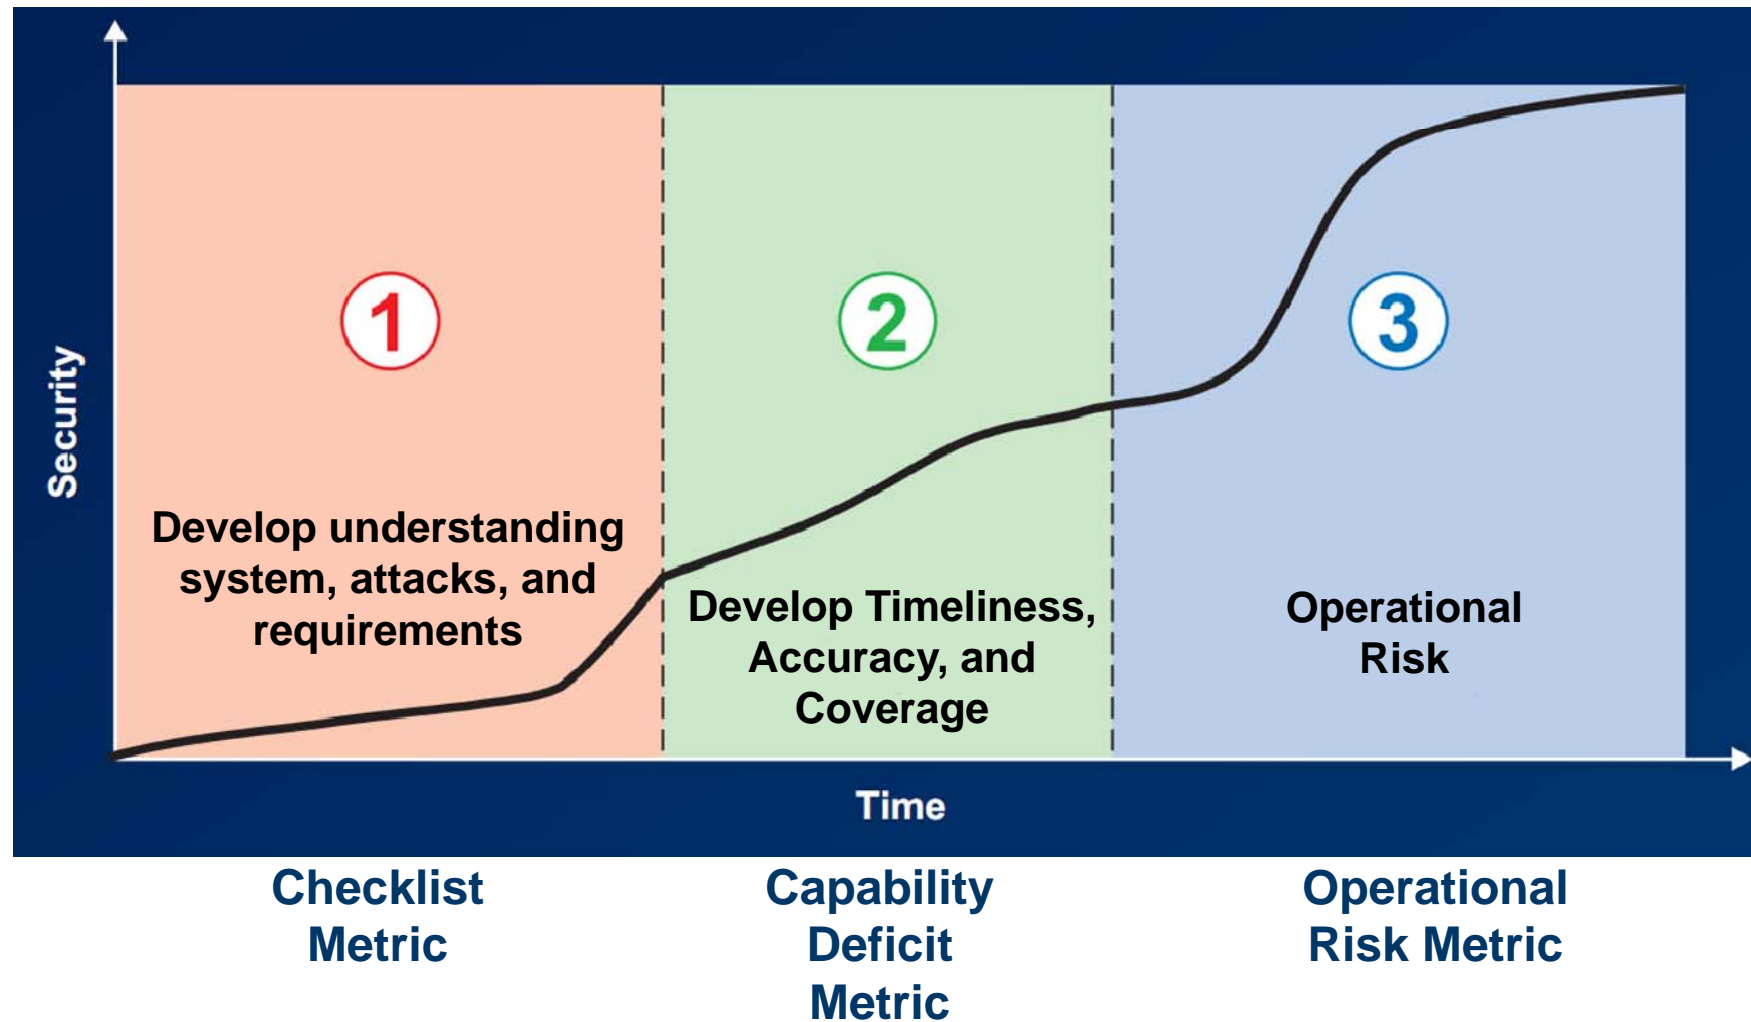 Security
1
2
3
Develop understanding
system, attacks, and
requirements
Develop Timeliness,
Accuracy, and
Coverage
Operational
Risk
Time
Checklist
Metric
Capability
Deficit
Metric
Operational
Risk Metric